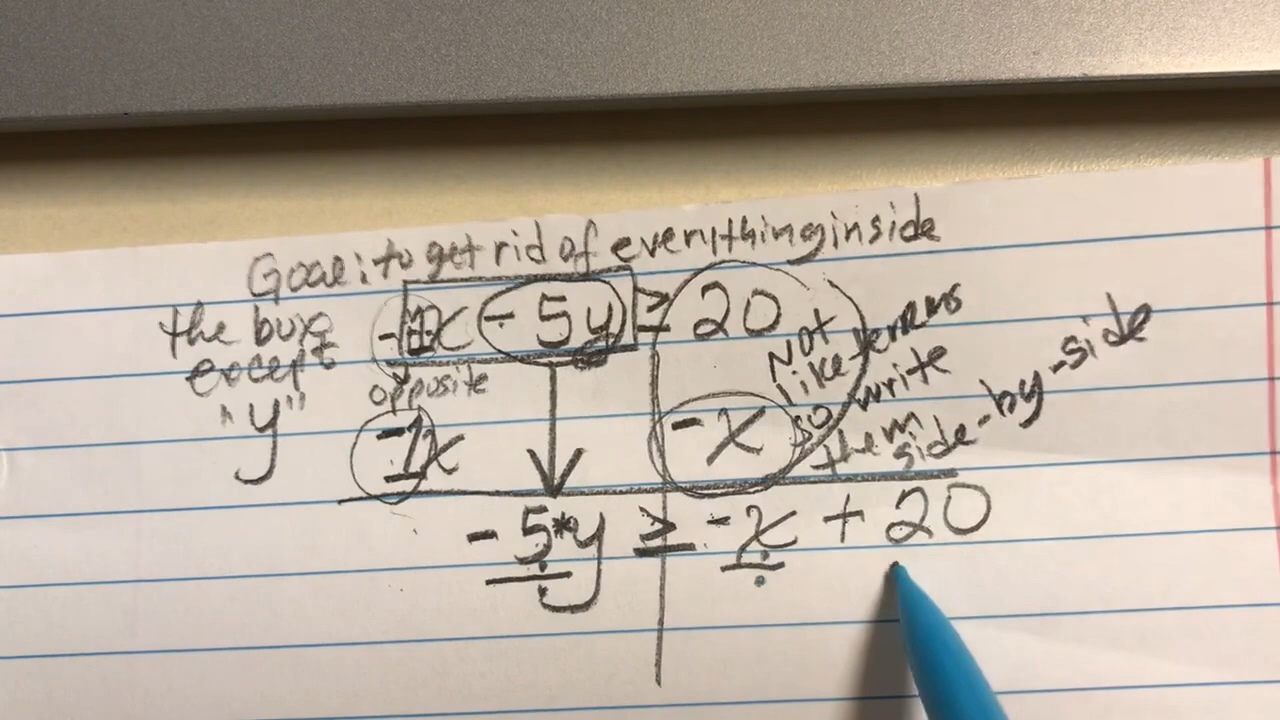 Goal: to get rid of everything inside
the box except "y"
1x - 5y ≥ 20
opposite
-1x -x
Not like terms so write them side-by-side
-5*y ≥ -x + 20